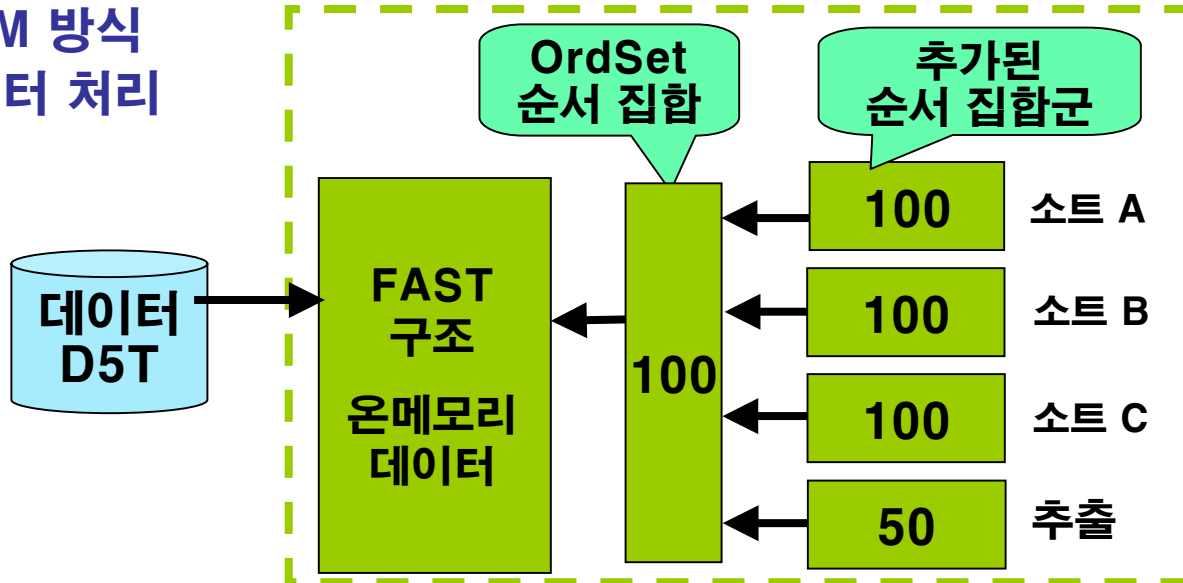 M 방식
터 처리
OrdSet
순서 집합
추가된
순서 집합군
데이터
D5T
FAST
구조
온메모리
데이터
100
100
소트 A
100
소트 B
100
소트 C
50
추출